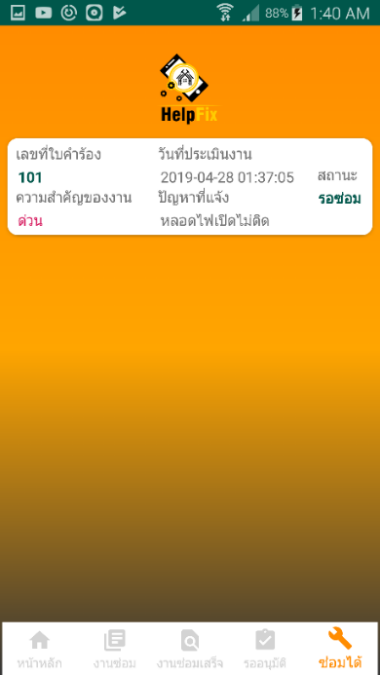 88% 1:40 AM
HelpFix
เลขที่ใบคำร้อง วันที่ประเมินงาน
101 2019-04-28 01:37:05 สถานะ
ความสำคัญของงาน ปัญหาที่แจ้ง รอซ่อม
ด่วน หลอดไฟเปิดไม่ติด
หน้าหลัก งานซ่อม งานซ่อมเสร็จ รออนุมัติ ซ่อมได้